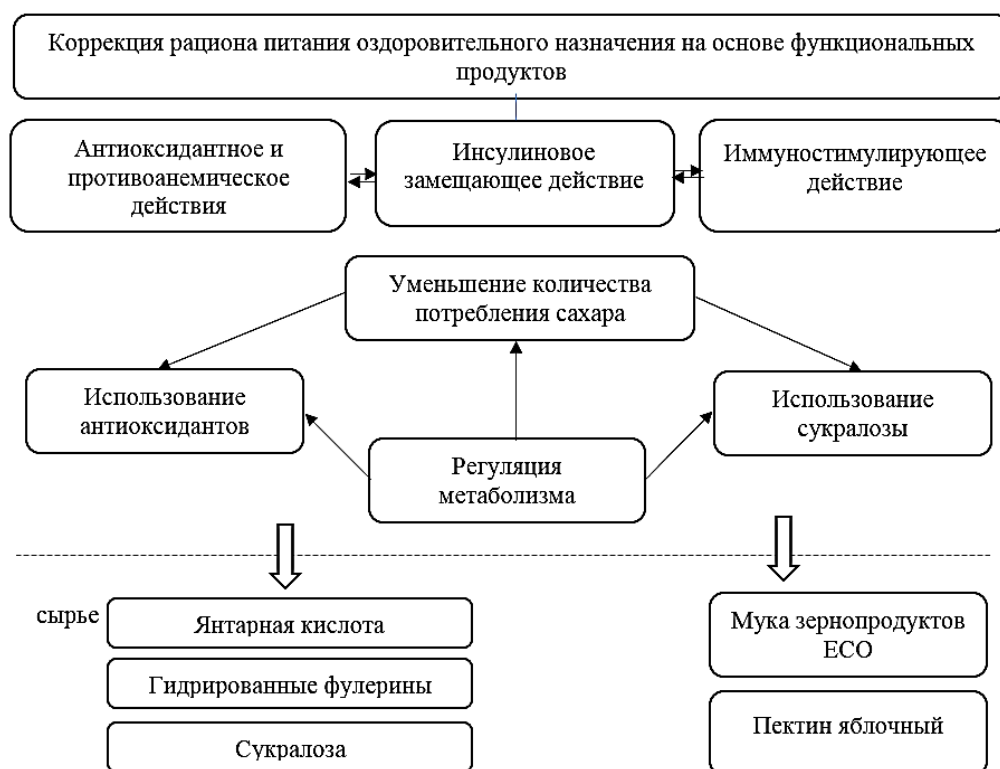 Коррекция рациона питания оздоровительного назначения на основе функциональных
продуктов
Антиоксидантное и
противоанемическое
действия
Инсулиновое
замещающее действие
Иммуностимулирующее
действие
Уменьшение количества
потребления сахара
Использование
антиоксидантов
Использование
сукралозы
Регуляция
метаболизма
сырье
Янтарная кислота
Гидрированные фулерины
Сукралоза
Мука зернопродуктов
ЕСО
Пектин яблочный